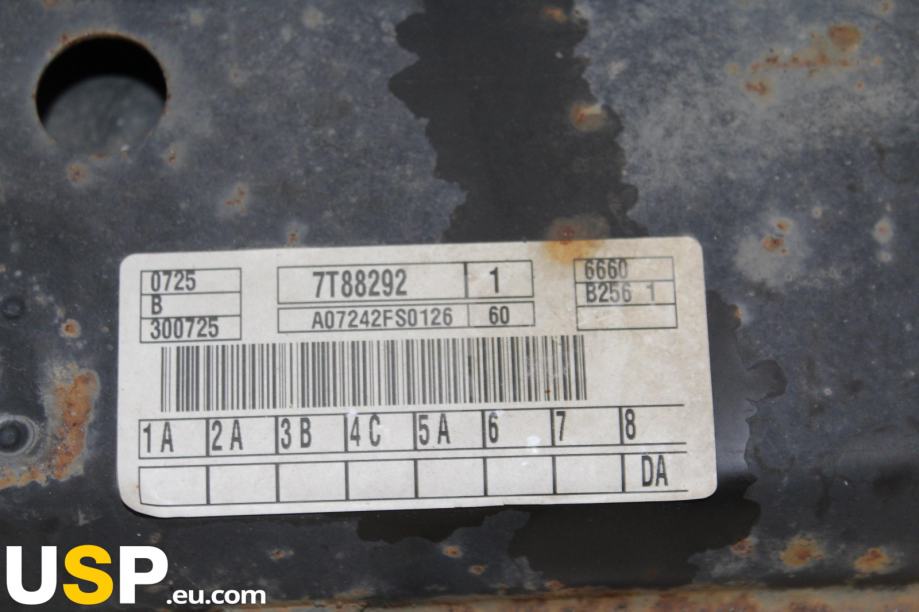 0725
B
300725
7T88292 1
A07242FS0126 60
6660
B256 1
1A 2A 3B 4C 5A 6 7 8
DA
USP.eu.com